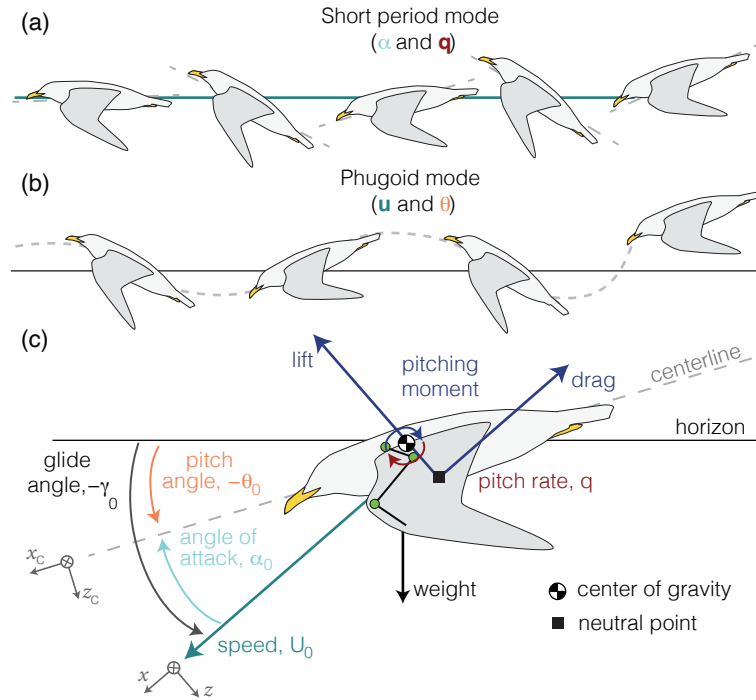 (a)
Short period mode
(α and q)
(b)
Phugoid mode
(u and θ)
(c)
lift
pitching
moment
drag
centerline
horizon
glide
angle, -γ₀
pitch
angle, -θ₀
pitch rate, q
angle of
attack, α₀
x_C
z_C
weight
center of gravity
neutral point
speed, U₀
x
z